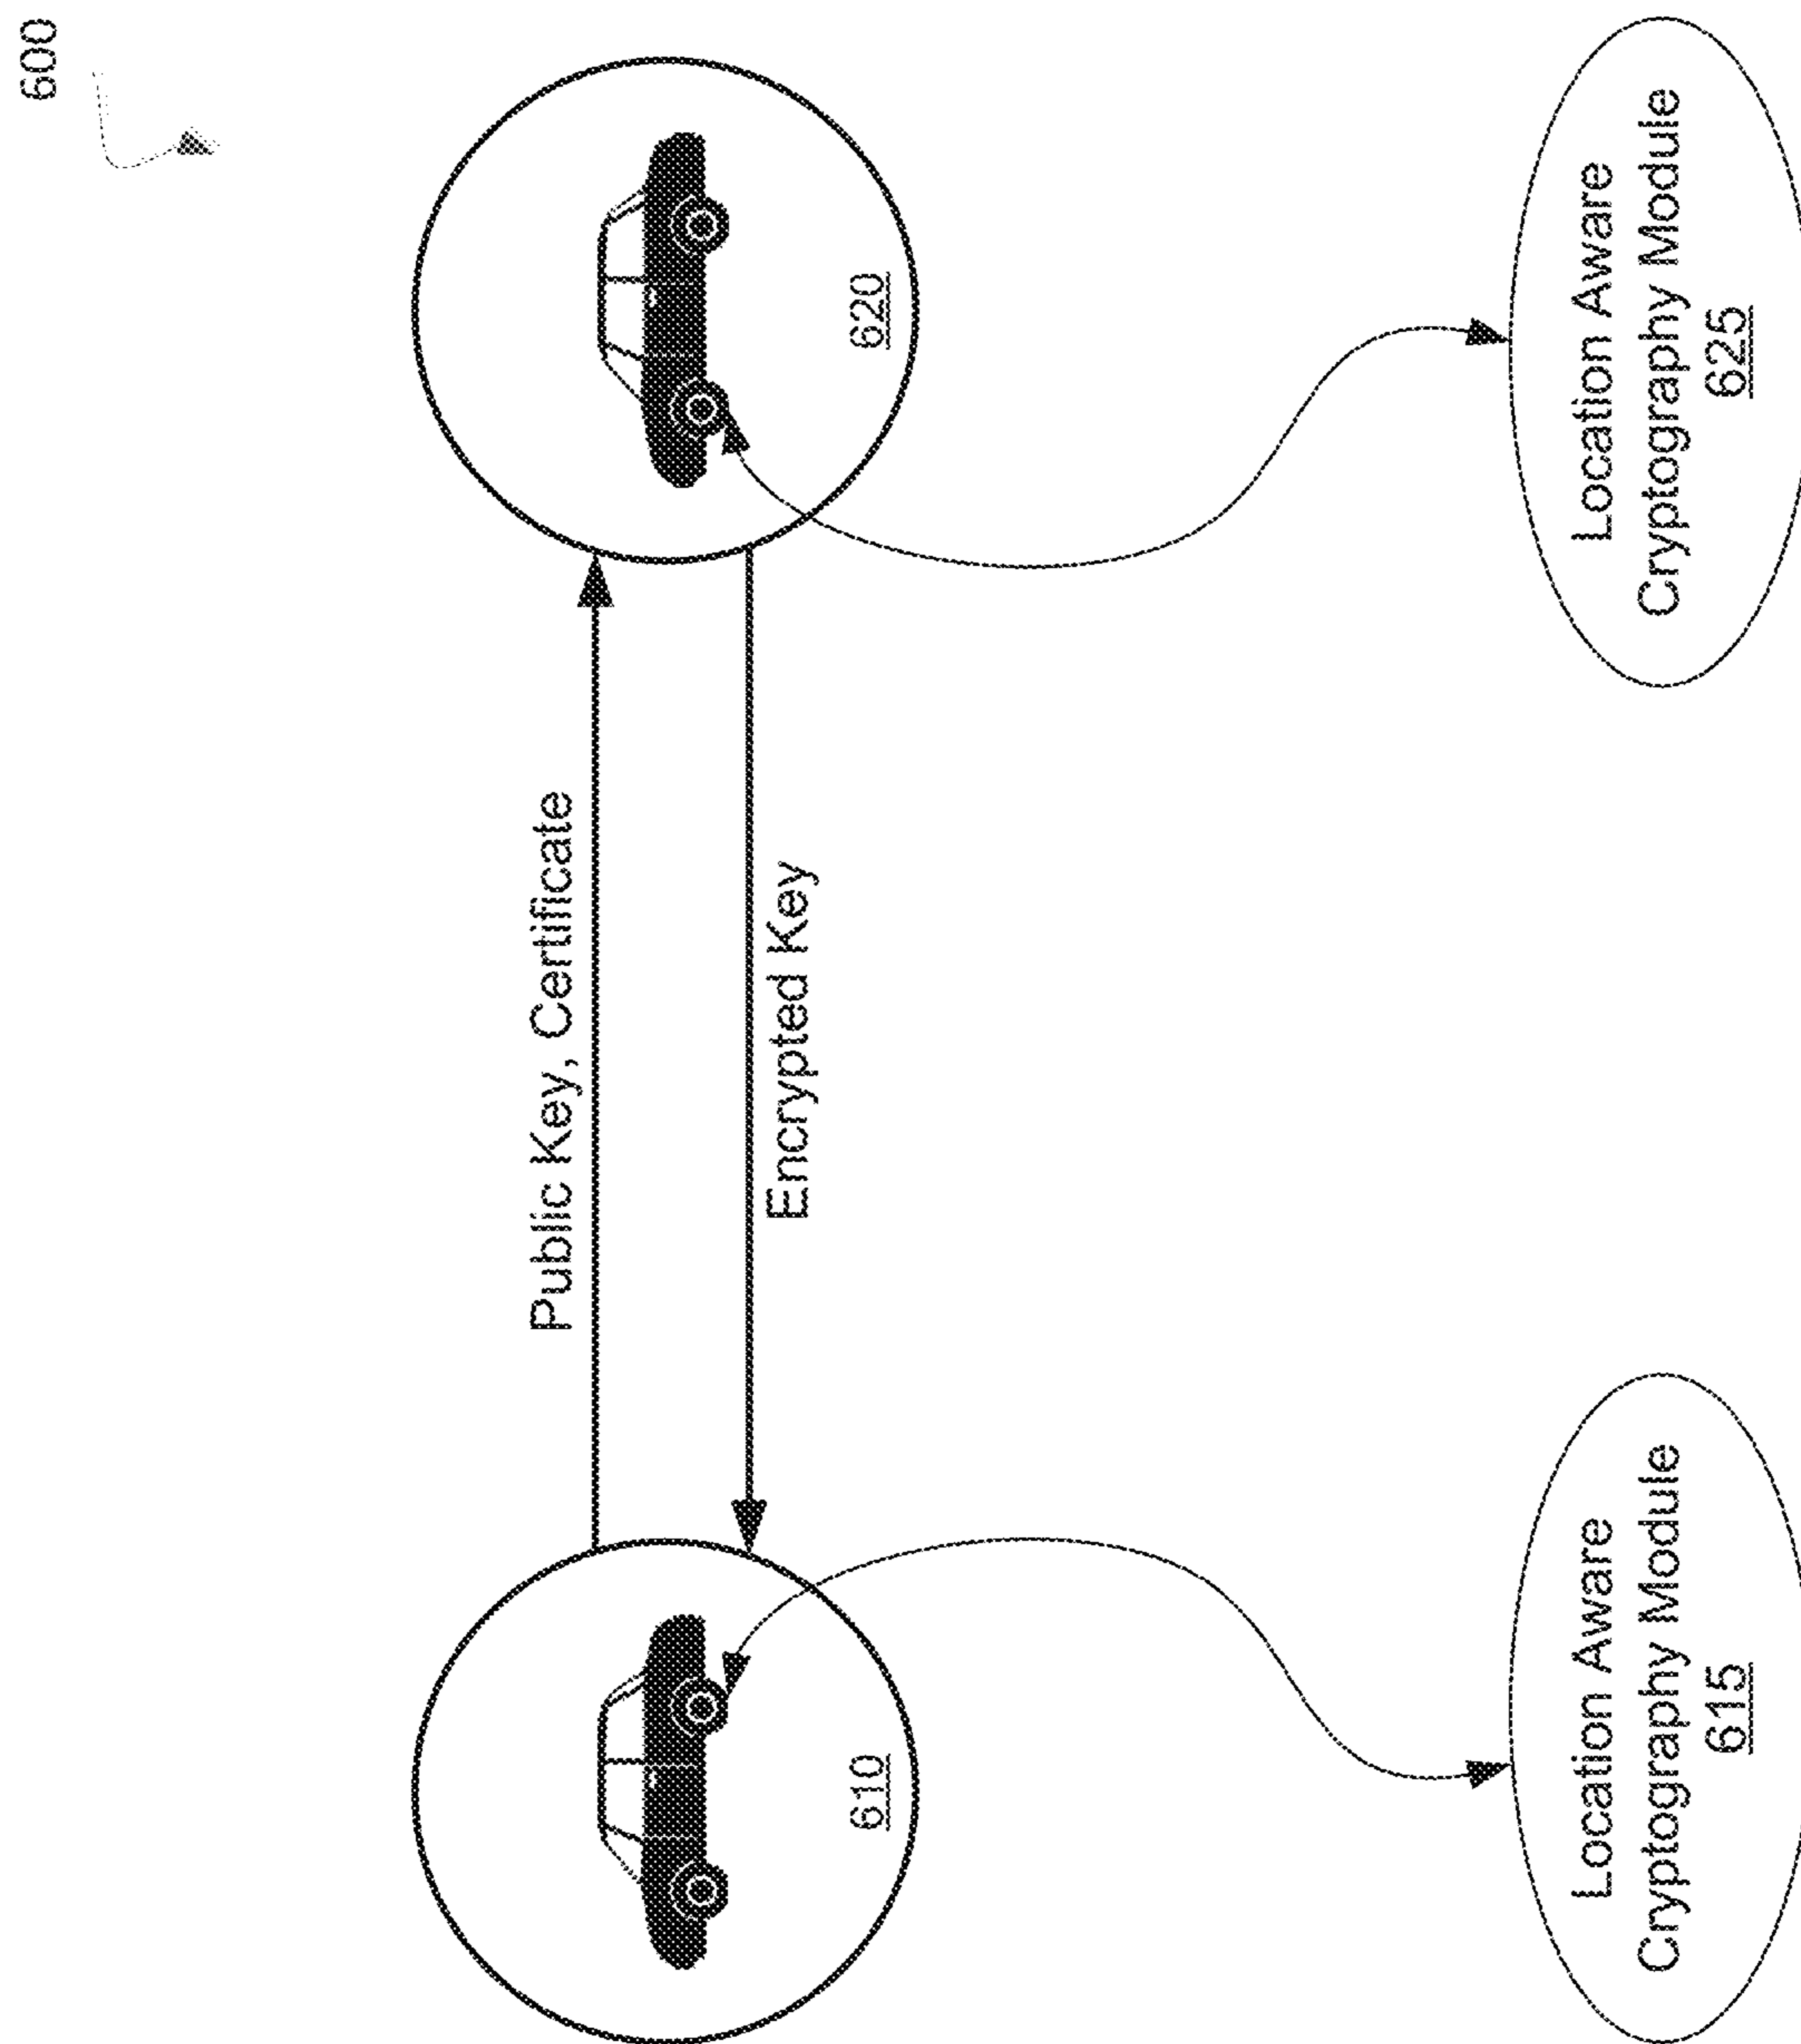 600
Public Key, Certificate
Encrypted Key
610
620
Location Aware
Cryptography Module
615
Location Aware
Cryptography Module
625